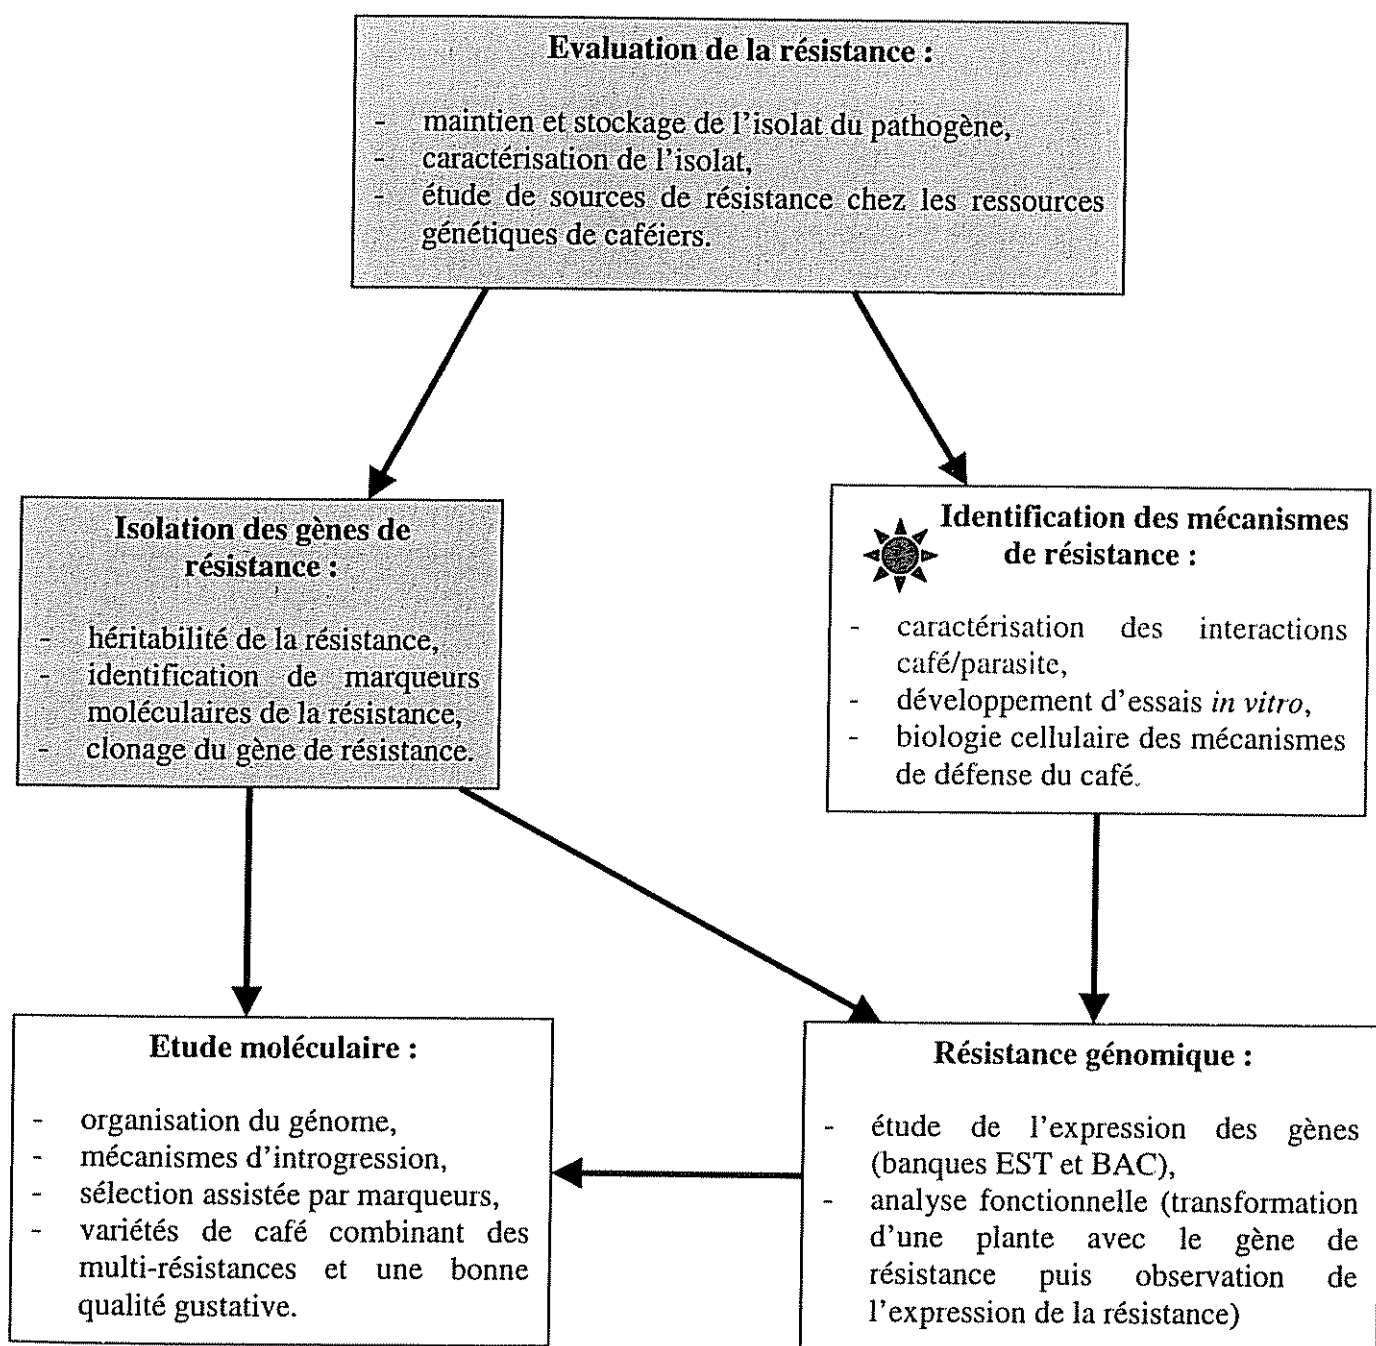 Evaluation de la résistance :
- maintien et stockage de l'isolat du pathogène,
- caractérisation de l'isolat,
- étude de sources de résistance chez les ressources
génétiques de caféiers.
Isolation des gènes de
résistance :
- héritabilité de la résistance,
- identification de marqueurs
moléculaires de la résistance,
- clonage du gène de résistance.
Identification des mécanismes
de résistance :
- caractérisation des interactions
café/parasite,
- développement d'essais in vitro,
- biologie cellulaire des mécanismes
de défense du café.
Etude moléculaire :
- organisation du génome,
- mécanismes d'introgression,
- sélection assistée par marqueurs,
- variétés de café combinant des
multi-résistances et une bonne
qualité gustative.
Résistance génomique :
- étude de l'expression des gènes
(banques EST et BAC),
- analyse fonctionnelle (transformation
d'une plante avec le gène de
résistance puis observation de
l'expression de la résistance)